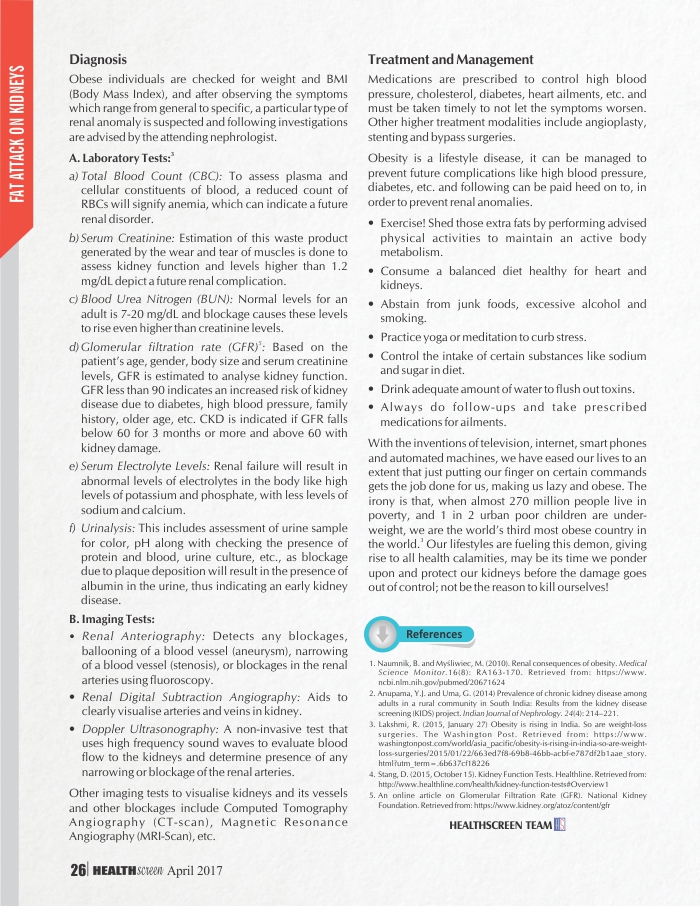 FAT ATTACK ON KIDNEYS
Diagnosis
Obese individuals are checked for weight and BMI
(Body Mass Index), and after observing the symptoms
which range from general to specific, a particular type of
renal anomaly is suspected and following investigations
are advised by the attending nephrologist.
A. Laboratory Tests:³
a) Total Blood Count (CBC): To assess plasma and
cellular constituents of blood, a reduced count of
RBCs will signify anemia, which can indicate a future
renal disorder.
b) Serum Creatinine: Estimation of this waste product
generated by the wear and tear of muscles is done to
assess kidney function and levels higher than 1.2
mg/dL depict a future renal complication.
c) Blood Urea Nitrogen (BUN): Normal levels for an
adult is 7-20 mg/dL and blockage causes these levels
to rise even higher than creatinine levels.
d) Glomerular filtration rate (GFR)⁵: Based on the
patient's age, gender, body size and serum creatinine
levels, GFR is estimated to analyse kidney function.
GFR less than 90 indicates an increased risk of kidney
disease due to diabetes, high blood pressure, family
history, older age, etc. CKD is indicated if GFR falls
below 60 for 3 months or more and above 60 with
kidney damage.
e) Serum Electrolyte Levels: Renal failure will result in
abnormal levels of electrolytes in the body like high
levels of potassium and phosphate, with less levels of
sodium and calcium.
f) Urinalysis: This includes assessment of urine sample
for color, pH along with checking the presence of
protein and blood, urine culture, etc., as blockage
due to plaque deposition will result in the presence of
albumin in the urine, thus indicating an early kidney
disease.
B. Imaging Tests:
• Renal Anteriography: Detects any blockages,
ballooning of a blood vessel (aneurysm), narrowing
of a blood vessel (stenosis), or blockages in the renal
arteries using fluoroscopy.
• Renal Digital Subtraction Angiography: Aids to
clearly visualise arteries and veins in kidney.
• Doppler Ultrasonography: A non-invasive test that
uses high frequency sound waves to evaluate blood
flow to the kidneys and determine presence of any
narrowing or blockage of the renal arteries.
Other imaging tests to visualise kidneys and its vessels
and other blockages include Computed Tomography
Angiography (CT-scan), Magnetic Resonance
Angiography (MRI-Scan), etc.
Treatment and Management
Medications are prescribed to control high blood
pressure, cholesterol, diabetes, heart ailments, etc. and
must be taken timely to not let the symptoms worsen.
Other higher treatment modalities include angioplasty,
stenting and bypass surgeries.
Obesity is a lifestyle disease, it can be managed to
prevent future complications like high blood pressure,
diabetes, etc. and following can be paid heed on to, in
order to prevent renal anomalies.
• Exercise! Shed those extra fats by performing advised
physical activities to maintain an active body
metabolism.
• Consume a balanced diet healthy for heart and
kidneys.
• Abstain from junk foods, excessive alcohol and
smoking.
• Practice yoga or meditation to curb stress.
• Control the intake of certain substances like sodium
and sugar in diet.
• Drink adequate amount of water to flush out toxins.
• Always do follow-ups and take prescribed
medications for ailments.
With the inventions of television, internet, smart phones
and automated machines, we have eased our lives to an
extent that just putting our finger on certain commands
gets the job done for us, making us lazy and obese. The
irony is that, when almost 270 million people live in
poverty, and 1 in 2 urban poor children are under-
weight, we are the world's third most obese country in
the world.³ Our lifestyles are fueling this demon, giving
rise to all health calamities, may be its time we ponder
upon and protect our kidneys before the damage goes
out of control; not be the reason to kill ourselves!
References
1. Naumnik, B. and Myśliwiec, M. (2010). Renal consequences of obesity. Medical
Science Monitor.16(8): RA163-170. Retrieved from: https://www.
ncbi.nlm.nih.gov/pubmed/20671624
2. Anupama, Y.J. and Uma, G. (2014) Prevalence of chronic kidney disease among
adults in a rural community in South India: Results from the kidney disease
screening (KIDS) project. Indian Journal of Nephrology. 24(4): 214–221.
3. Lakshmi, R. (2015, January 27) Obesity is rising in India. So are weight-loss
surgeries. The Washington Post. Retrieved from: https://www.
washingtonpost.com/world/asia_pacific/obesity-is-rising-in-india-so-are-weight-
loss-surgeries/2015/01/22/663ed7f8-69b8-46bb-acbf-e787df2b1aae_story.
html?utm_term=.6b637cf18226
4. Stang, D. (2015, October 15). Kidney Function Tests. Healthline. Retrieved from:
http://www.healthline.com/health/kidney-function-tests#Overview1
5. An online article on Glomerular Filtration Rate (GFR). National Kidney
Foundation. Retrieved from: https://www.kidney.org/atoz/content/gfr
HEALTHSCREEN TEAM
26 HEALTHscreen April 2017